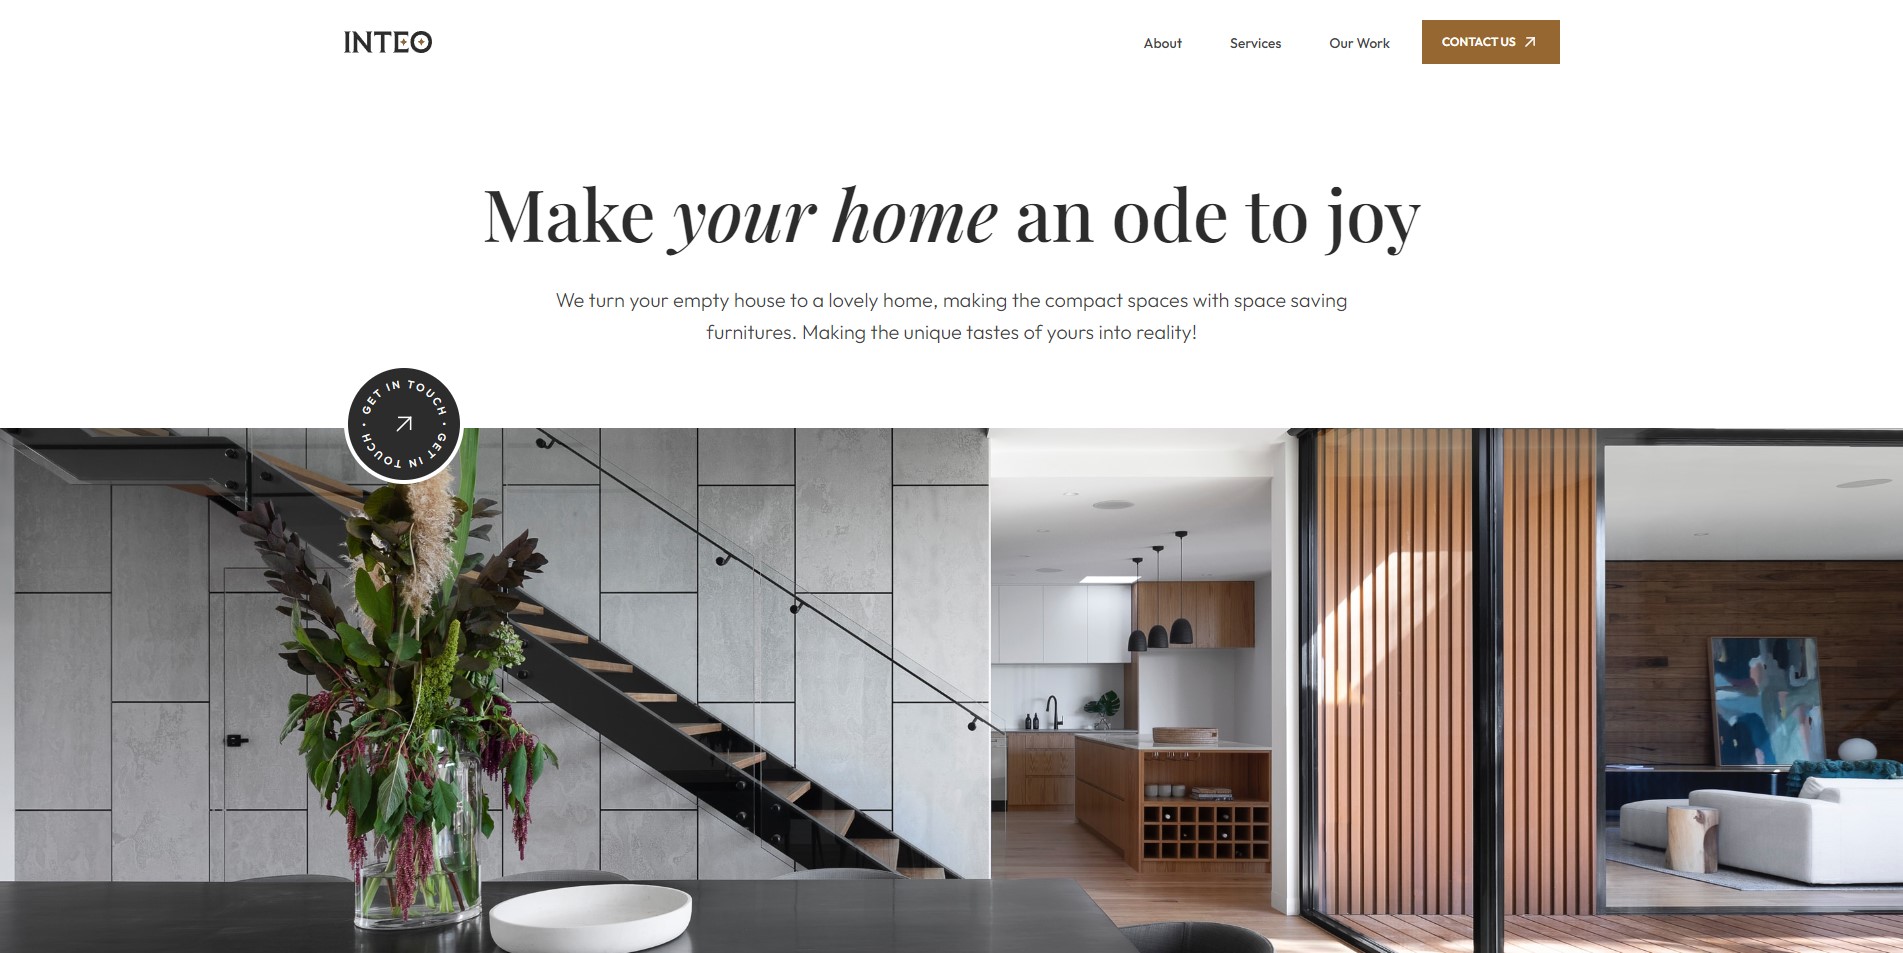 INTEO
About
Services
Our Work
CONTACT US
Make your home an ode to joy
We turn your empty house to a lovely home, making the compact spaces with space saving
furnitures. Making the unique tastes of yours into reality!
GET IN TOUCH • GET IN TOUCH •